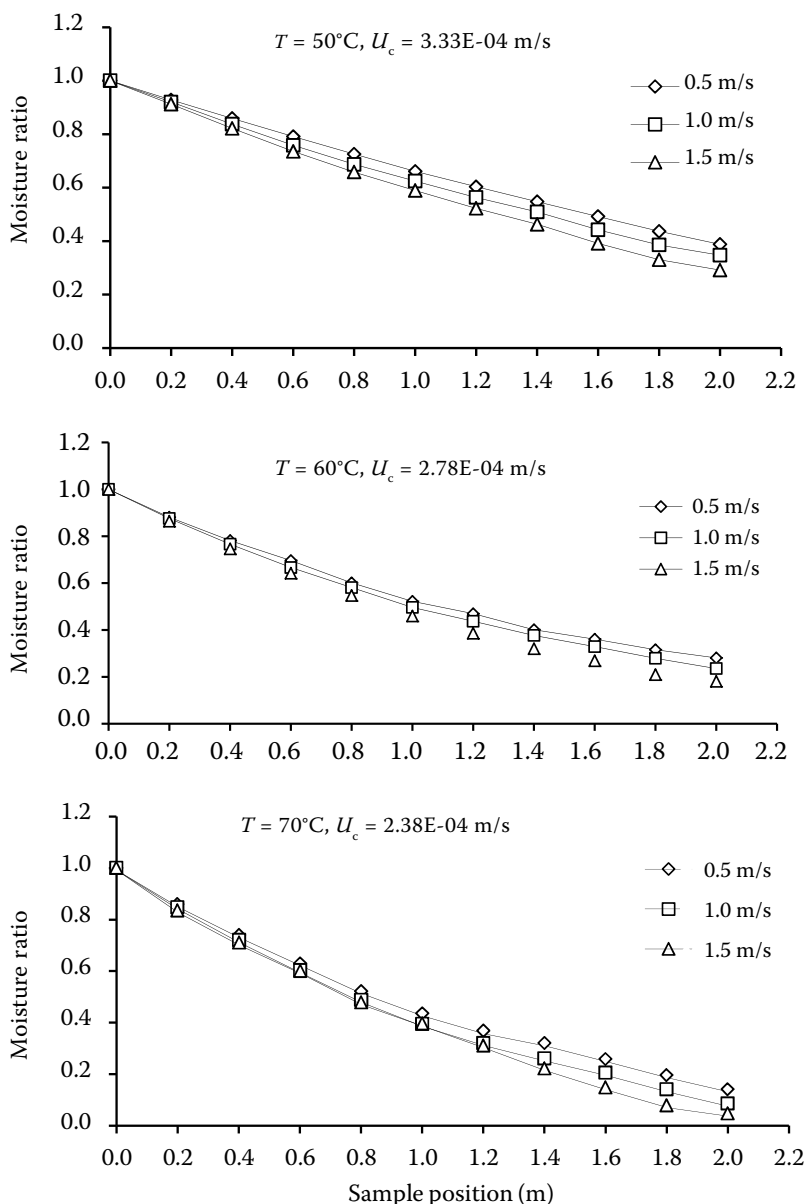 T = 50°C, Uc = 3.33E-04 m/s
0.5 m/s
1.0 m/s
1.5 m/s
Moisture ratio
1.2
1.0
0.8
0.6
0.4
0.2
0.0
0.0 0.2 0.4 0.6 0.8 1.0 1.2 1.4 1.6 1.8 2.0 2.2
T = 60°C, Uc = 2.78E-04 m/s
0.5 m/s
1.0 m/s
1.5 m/s
Moisture ratio
1.2
1.0
0.8
0.6
0.4
0.2
0.0
0.0 0.2 0.4 0.6 0.8 1.0 1.2 1.4 1.6 1.8 2.0 2.2
T = 70°C, Uc = 2.38E-04 m/s
0.5 m/s
1.0 m/s
1.5 m/s
Moisture ratio
1.2
1.0
0.8
0.6
0.4
0.2
0.0
0.0 0.2 0.4 0.6 0.8 1.0 1.2 1.4 1.6 1.8 2.0 2.2
Sample position (m)